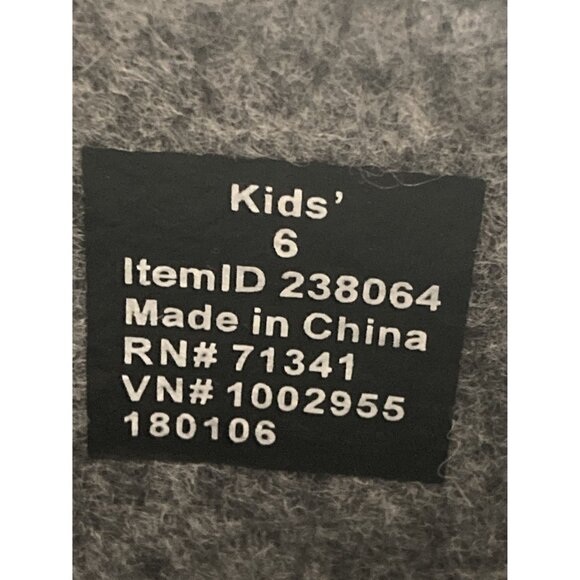 Kids’
6
ItemID 238064
Made in China
RN# 71341
VN# 1002955
180106